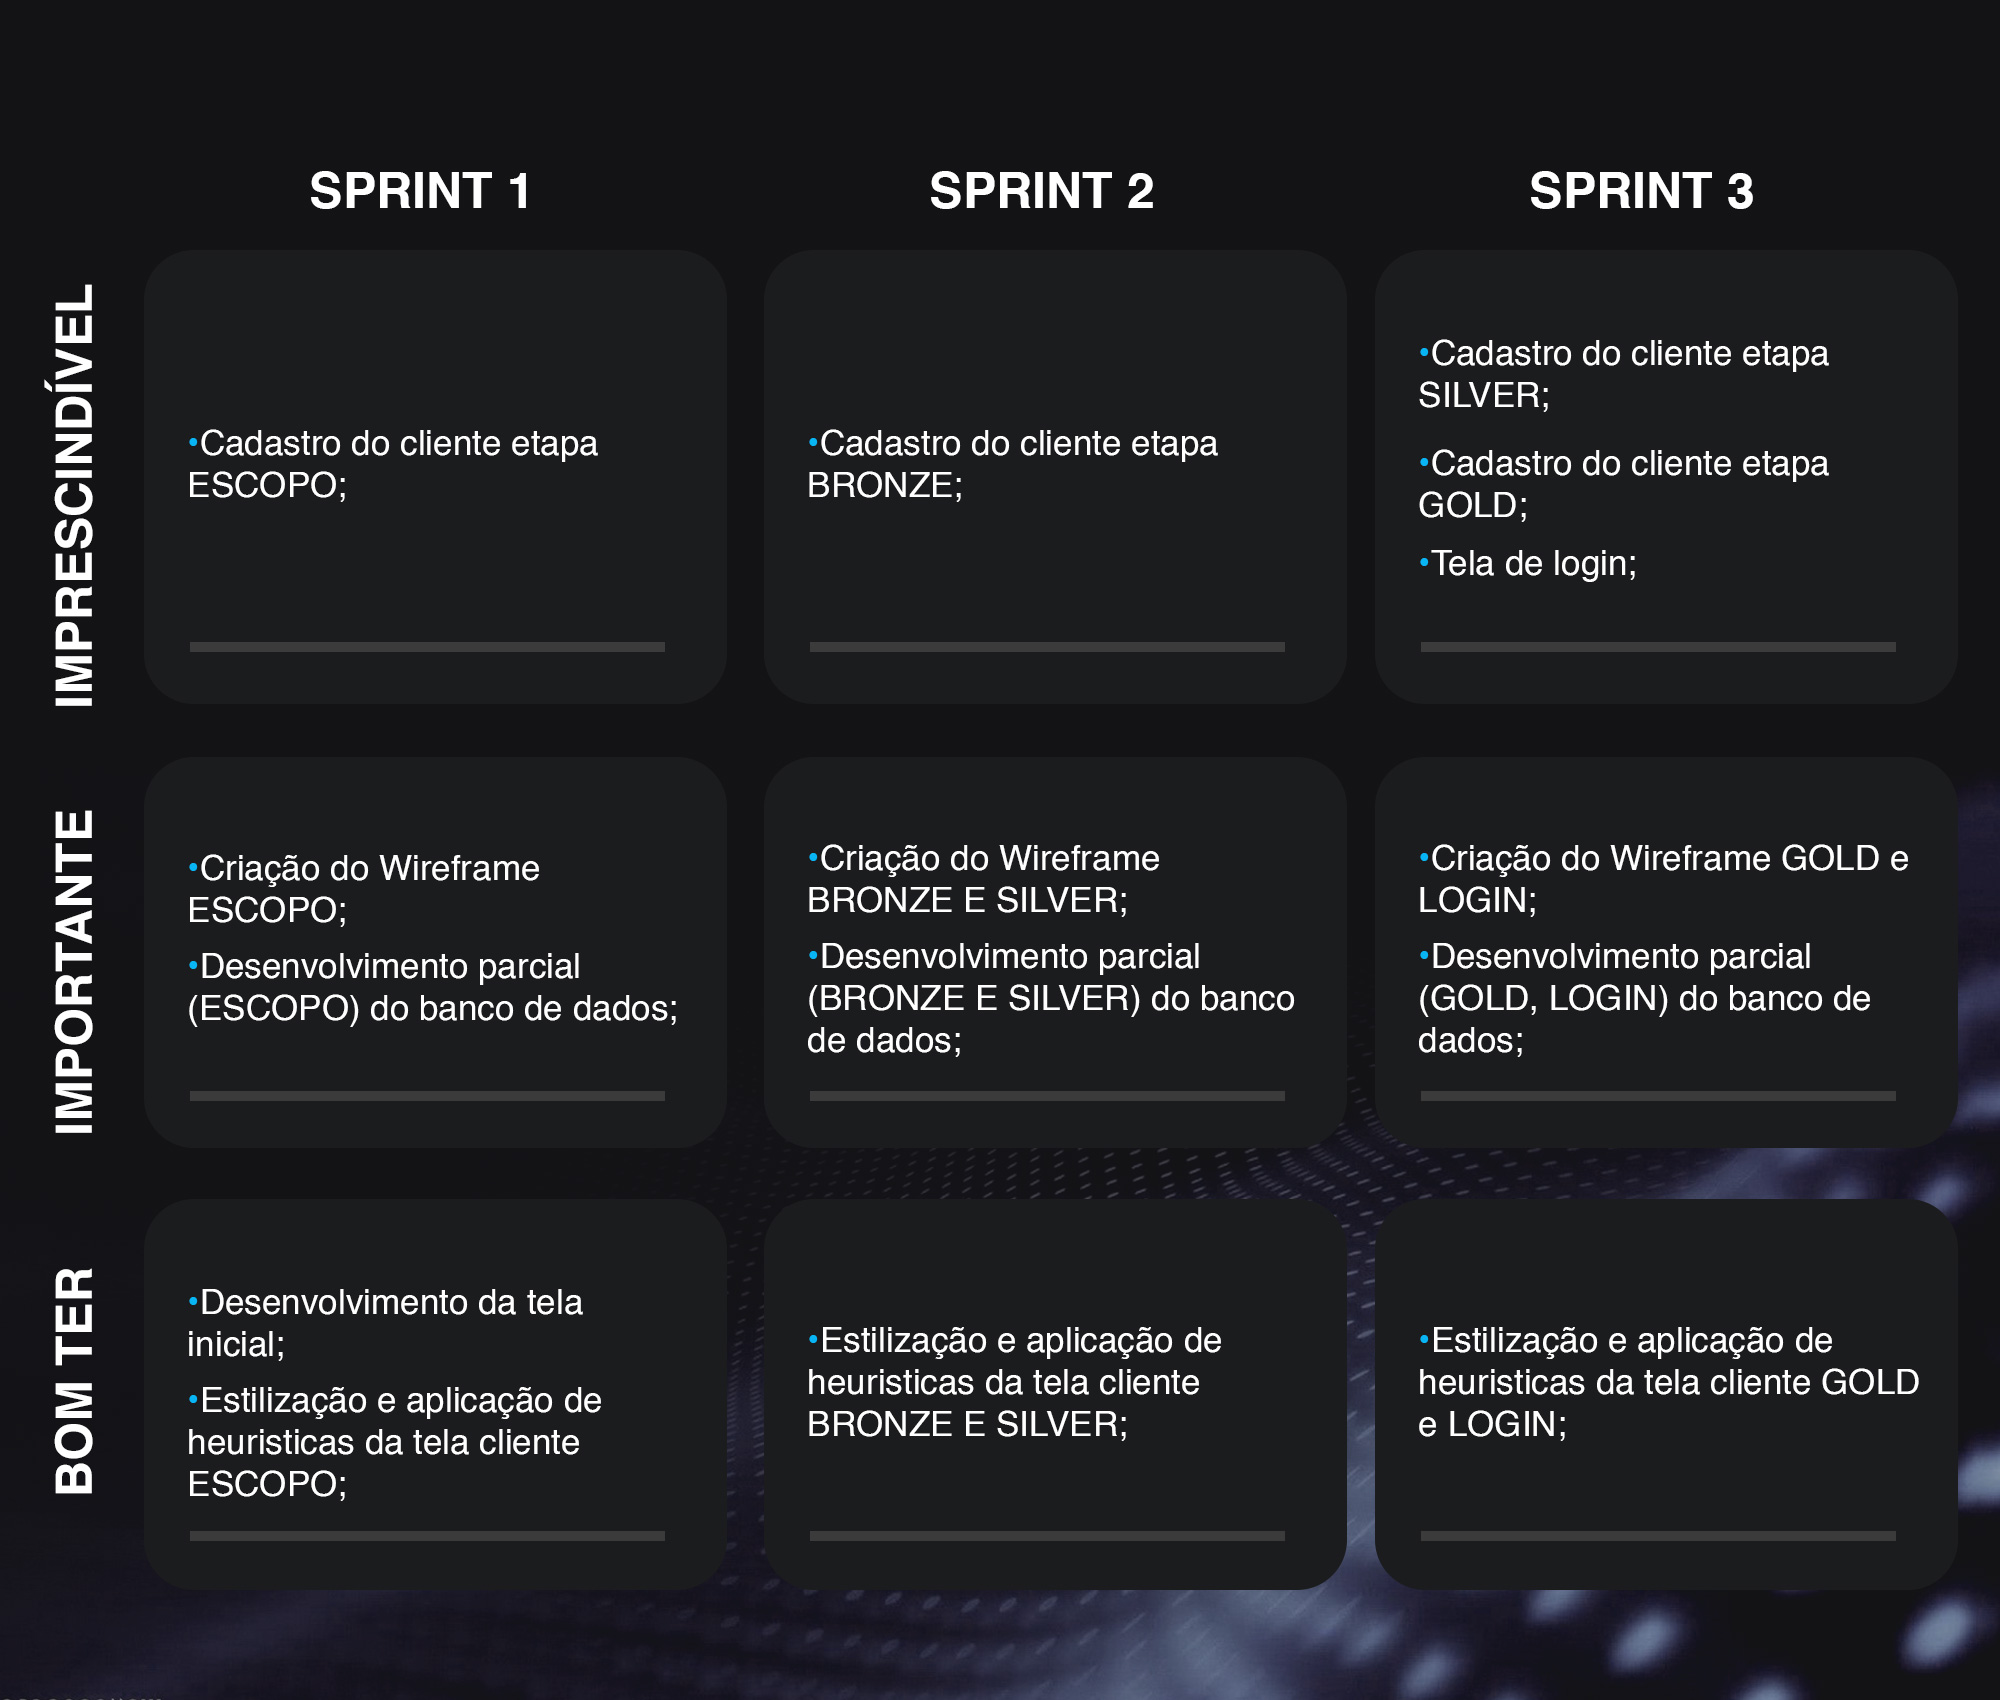 SPRINT 1
SPRINT 2
SPRINT 3
IMPRESCINDÍVEL
•Cadastro do cliente etapa
ESCOPO;
•Cadastro do cliente etapa
BRONZE;
•Cadastro do cliente etapa
SILVER;
•Cadastro do cliente etapa
GOLD;
•Tela de login;
IMPORTANTE
•Criação do Wireframe
ESCOPO;
•Desenvolvimento parcial
(ESCOPO) do banco de dados;
•Criação do Wireframe
BRONZE E SILVER;
•Desenvolvimento parcial
(BRONZE E SILVER) do banco
de dados;
•Criação do Wireframe GOLD e
LOGIN;
•Desenvolvimento parcial
(GOLD, LOGIN) do banco de
dados;
BOM TER
•Desenvolvimento da tela
inicial;
•Estilização e aplicação de
heuristicas da tela cliente
ESCOPO;
•Estilização e aplicação de
heuristicas da tela cliente
BRONZE E SILVER;
•Estilização e aplicação de
heuristicas da tela cliente GOLD
e LOGIN;